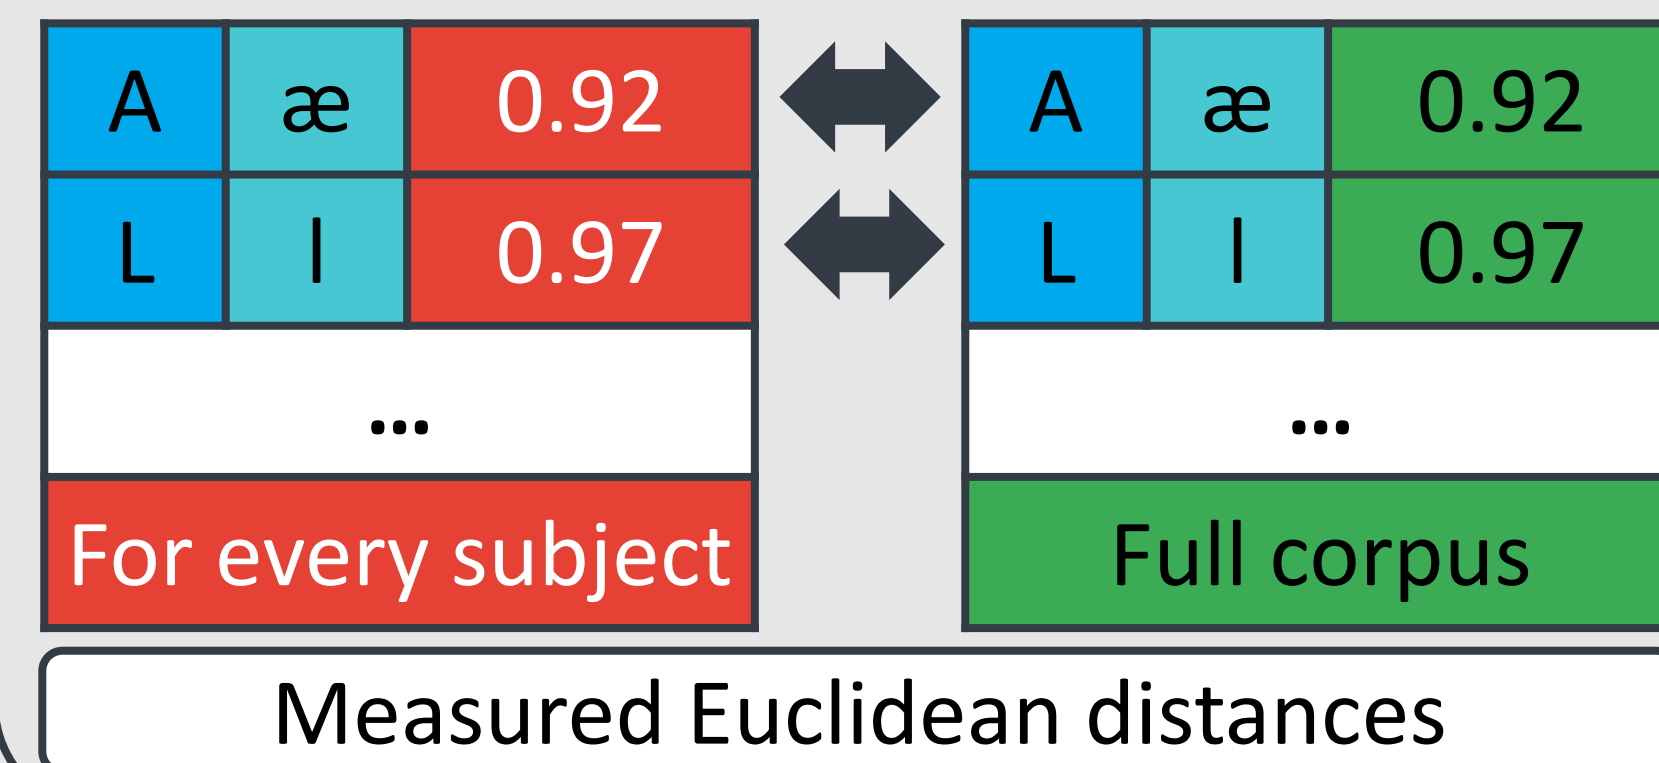 A æ 0.92 A æ 0.92
L l 0.97 L l 0.97
... ...
For every subject Full corpus
Measured Euclidean distances